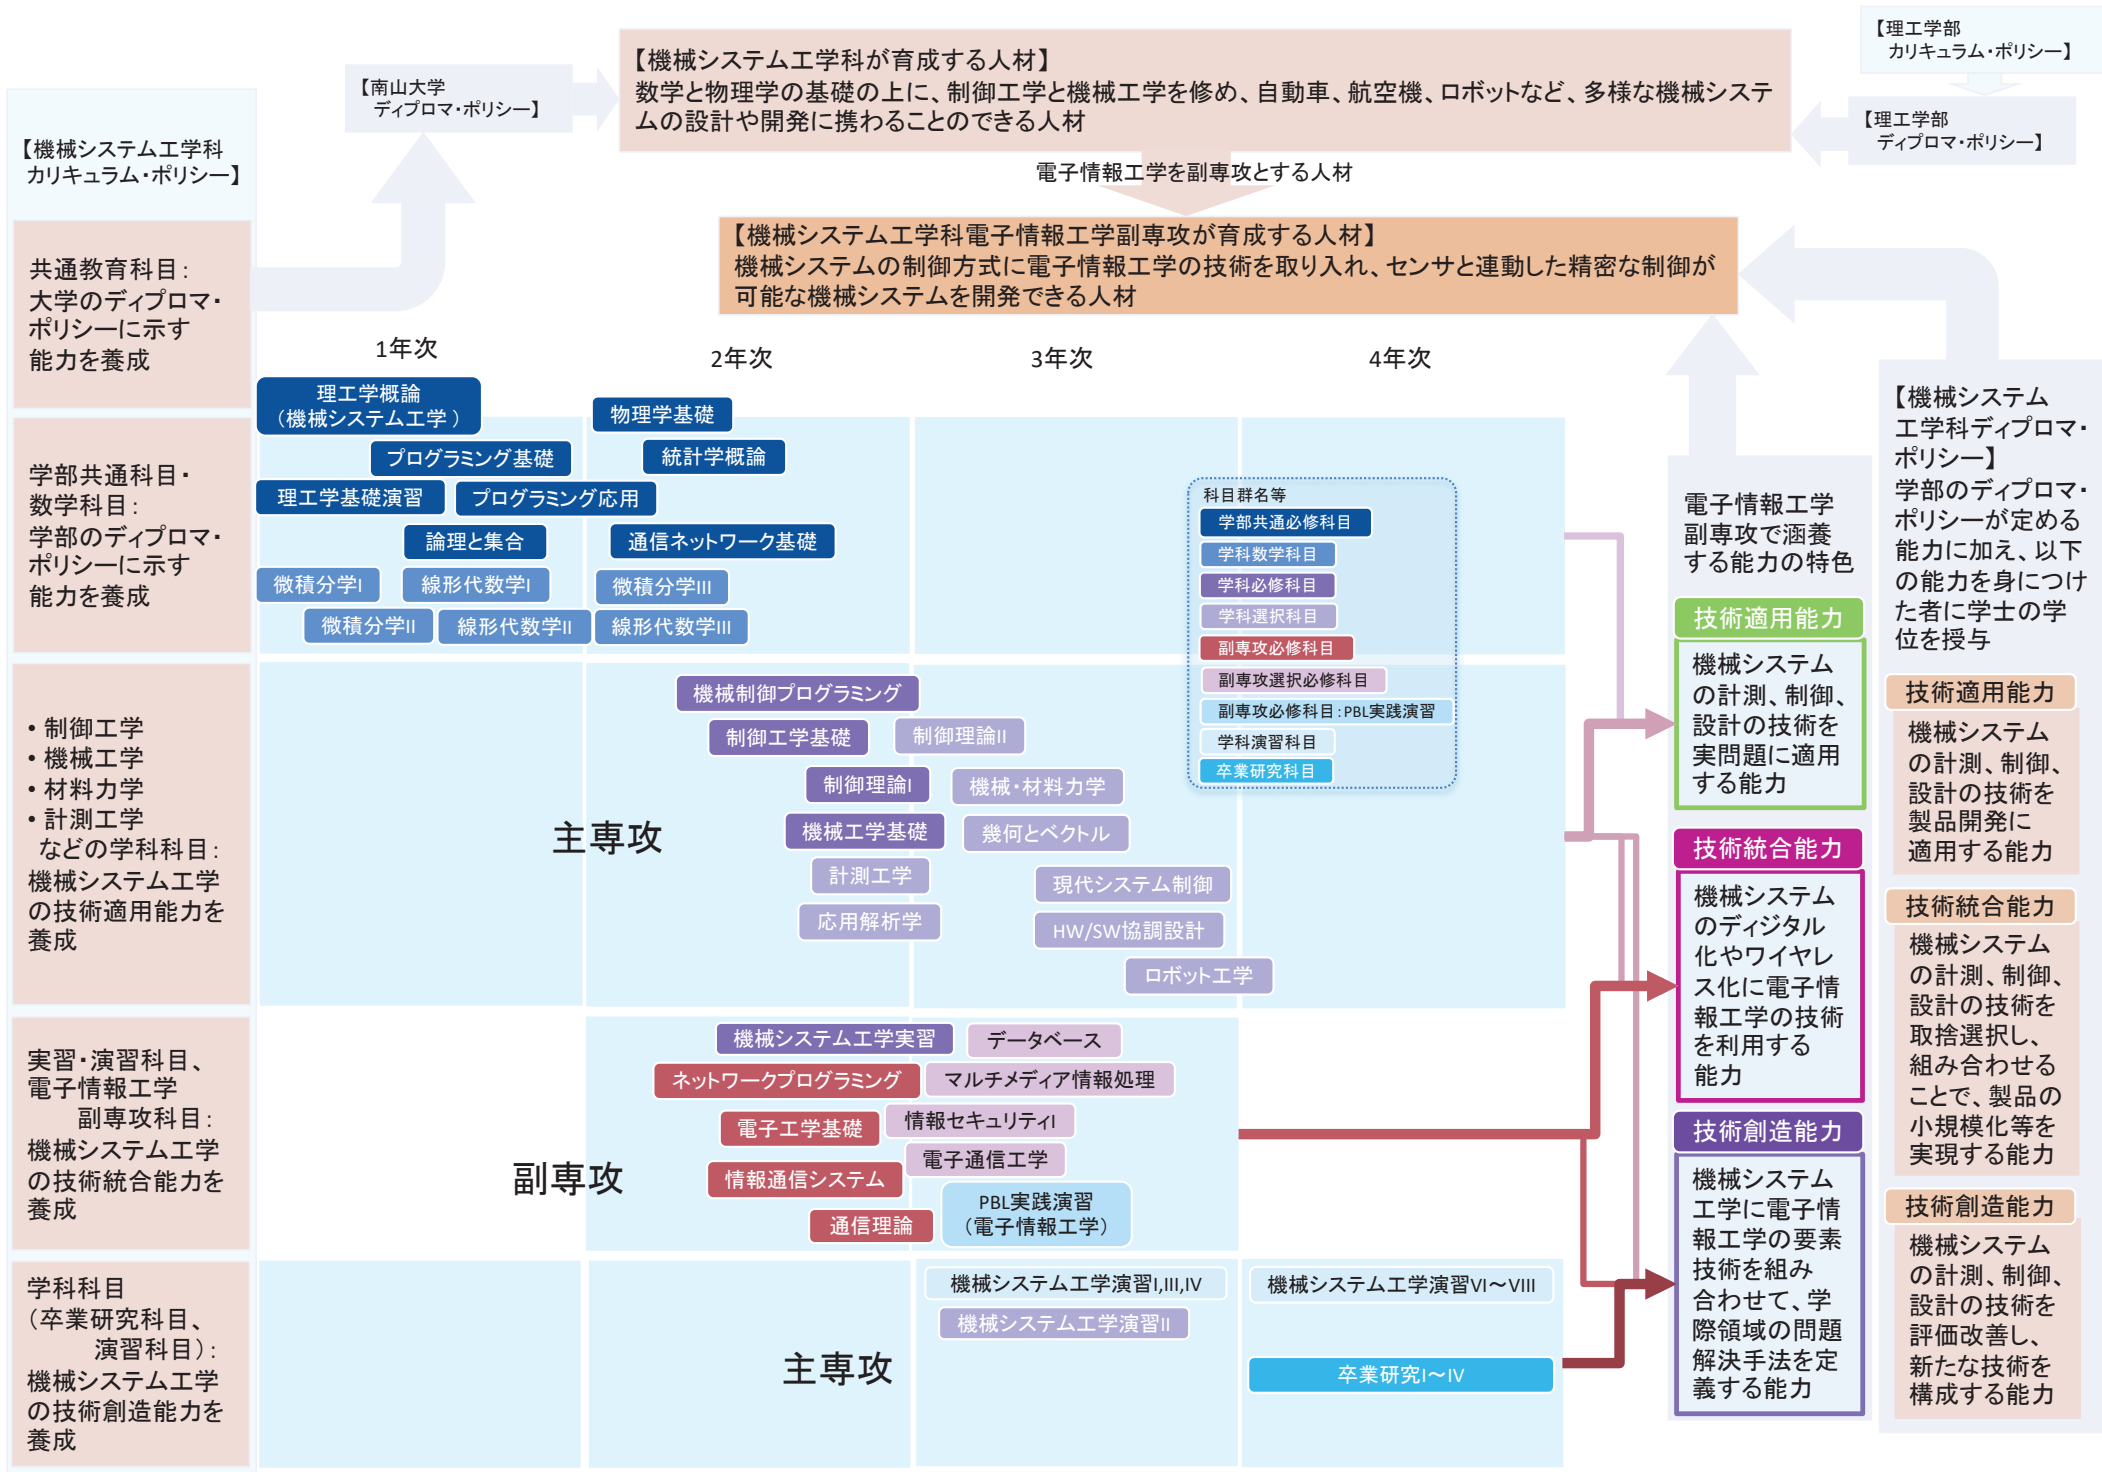 【理工学部
カリキュラム・ポリシー】
【南山大学
ディプロマ・ポリシー】
【機械システム工学科が育成する人材】
数学と物理学の基礎の上に、制御工学と機械工学を修め、自動車、航空機、ロボットなど、多様な機械システ
ムの設計や開発に携わることのできる人材
【理工学部
ディプロマ・ポリシー】
電子情報工学を副専攻とする人材
【機械システム工学科電子情報工学副専攻が育成する人材】
機械システムの制御方式に電子情報工学の技術を取り入れ、センサと連動した精密な制御が
可能な機械システムを開発できる人材
【機械システム工学科
カリキュラム・ポリシー】
共通教育科目：
大学のディプロマ・
ポリシーに示す
能力を養成
学部共通科目・
数学科目：
学部のディプロマ・
ポリシーに示す
能力を養成
・制御工学
・機械工学
・材料力学
・計測工学
などの学科科目：
機械システム工学
の技術適用能力を
養成
実習・演習科目、
電子情報工学
副専攻科目：
機械システム工学
の技術統合能力を
養成
学科科目
（卒業研究科目、
演習科目）：
機械システム工学
の技術創造能力を
養成
1年次
2年次
3年次
4年次
理工学概論
（機械システム工学）
物理学基礎
プログラミング基礎
統計学概論
理工学基礎演習
プログラミング応用
論理と集合
通信ネットワーク基礎
微積分学I
線形代数学I
微積分学III
微積分学II
線形代数学II
線形代数学III
科目群名等
学部共通必修科目
学科数学科目
学科必修科目
学科選択科目
副専攻必修科目
副専攻選択必修科目
副専攻必修科目：PBL実践演習
学科演習科目
卒業研究科目
主専攻
機械制御プログラミング
制御工学基礎
制御理論II
制御理論I
機械・材料力学
機械工学基礎
幾何とベクトル
計測工学
現代システム制御
応用解析学
HW/SW協調設計
ロボット工学
副専攻
機械システム工学実習
データベース
ネットワークプログラミング
マルチメディア情報処理
電子工学基礎
情報セキュリティI
電子通信工学
情報通信システム
PBL実践演習
（電子情報工学）
通信理論
主専攻
機械システム工学演習I,III,IV
機械システム工学演習VI～VIII
機械システム工学演習II
卒業研究I～IV
電子情報工学
副専攻で涵養
する能力の特色
技術適用能力
機械システム
の計測、制御、
設計の技術を
実問題に適用
する能力
技術統合能力
機械システム
のディジタル
化やワイヤレ
ス化に電子情
報工学の技術
を利用する
能力
技術創造能力
機械システム
工学に電子情
報工学の要素
技術を組み
合わせて、学
際領域の問題
解決手法を定
義する能力
【機械システム
工学科ディプロマ・
ポリシー】
学部のディプロマ・
ポリシーが定める
能力に加え、以下
の能力を身につけ
た者に学士の学
位を授与
技術適用能力
機械システム
の計測、制御、
設計の技術を
製品開発に
適用する能力
技術統合能力
機械システム
の計測、制御、
設計の技術を
取捨選択し、
組み合わせる
ことで、製品の
小規模化等を
実現する能力
技術創造能力
機械システム
の計測、制御、
設計の技術を
評価改善し、
新たな技術を
構成する能力